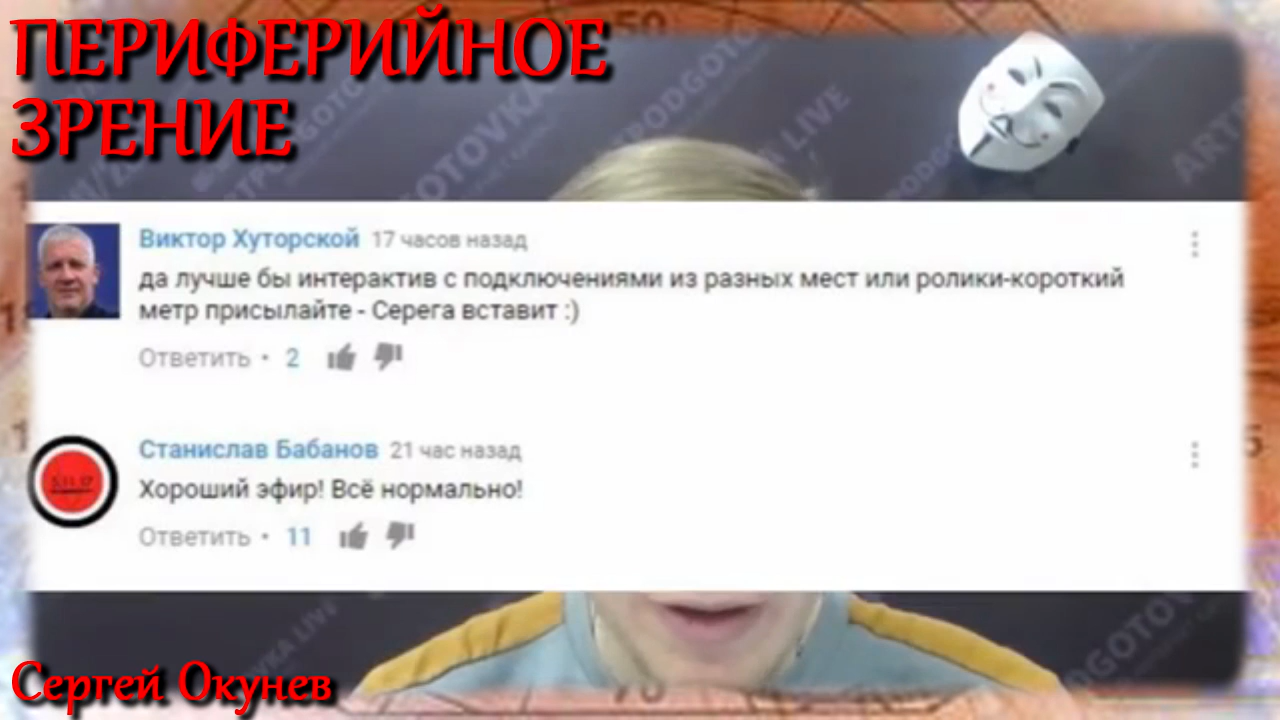 ПЕРИФЕРИЙНОЕ
ЗРЕНИЕ
Виктор Хуторской 17 часов назад
да лучше бы интерактив с подключениями из разных мест или ролики-короткий
метр присылайте - Серега вставит :)
Ответить • 2
Станислав Бабанов 21 час назад
Хороший эфир! Всё нормально!
Ответить • 11
Сергей Окунев